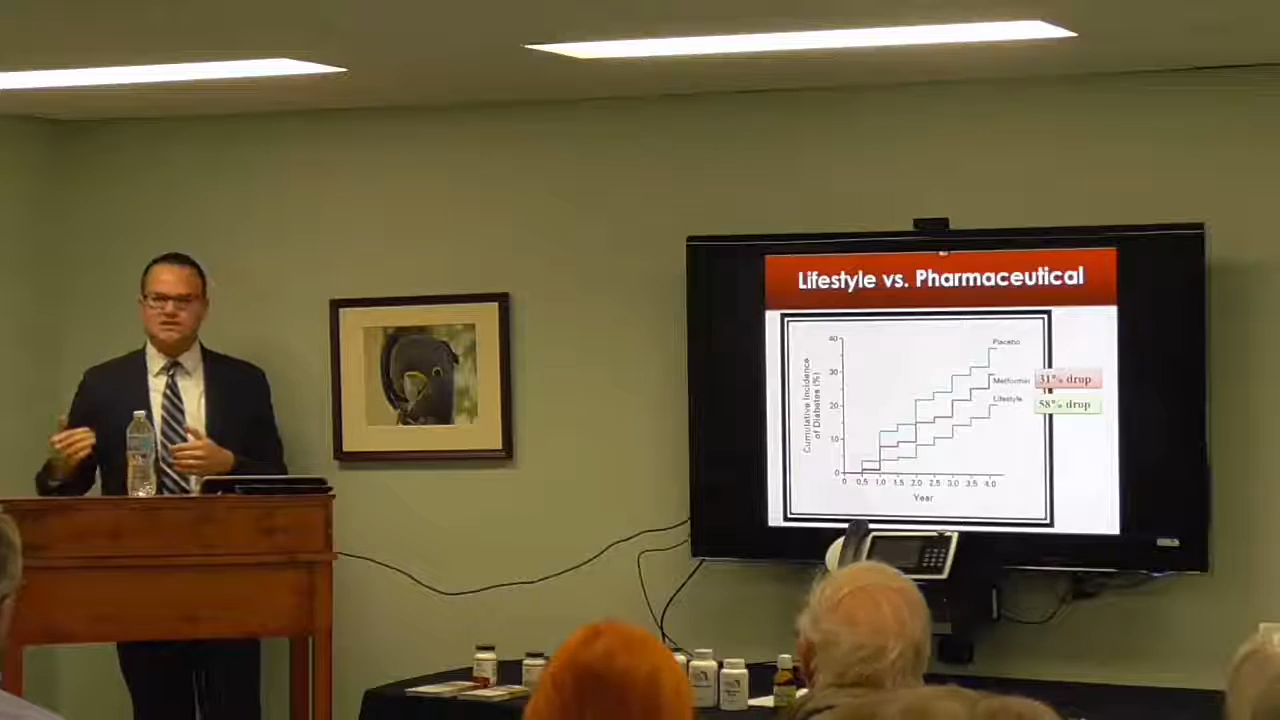 Lifestyle vs. Pharmaceutical
Cumulative Incidence
of Diabetes (%)
40
30
20
10
0
Placebo
Metformin
31% drop
Lifestyle
58% drop
0 0.5 1.0 1.5 2.0 2.5 3.0 3.5 4.0
Year